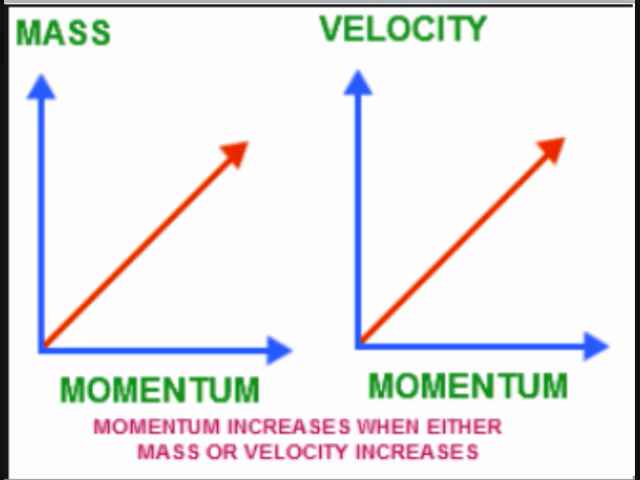 MASS
VELOCITY
MOMENTUM
MOMENTUM
MOMENTUM INCREASES WHEN EITHER
MASS OR VELOCITY INCREASES